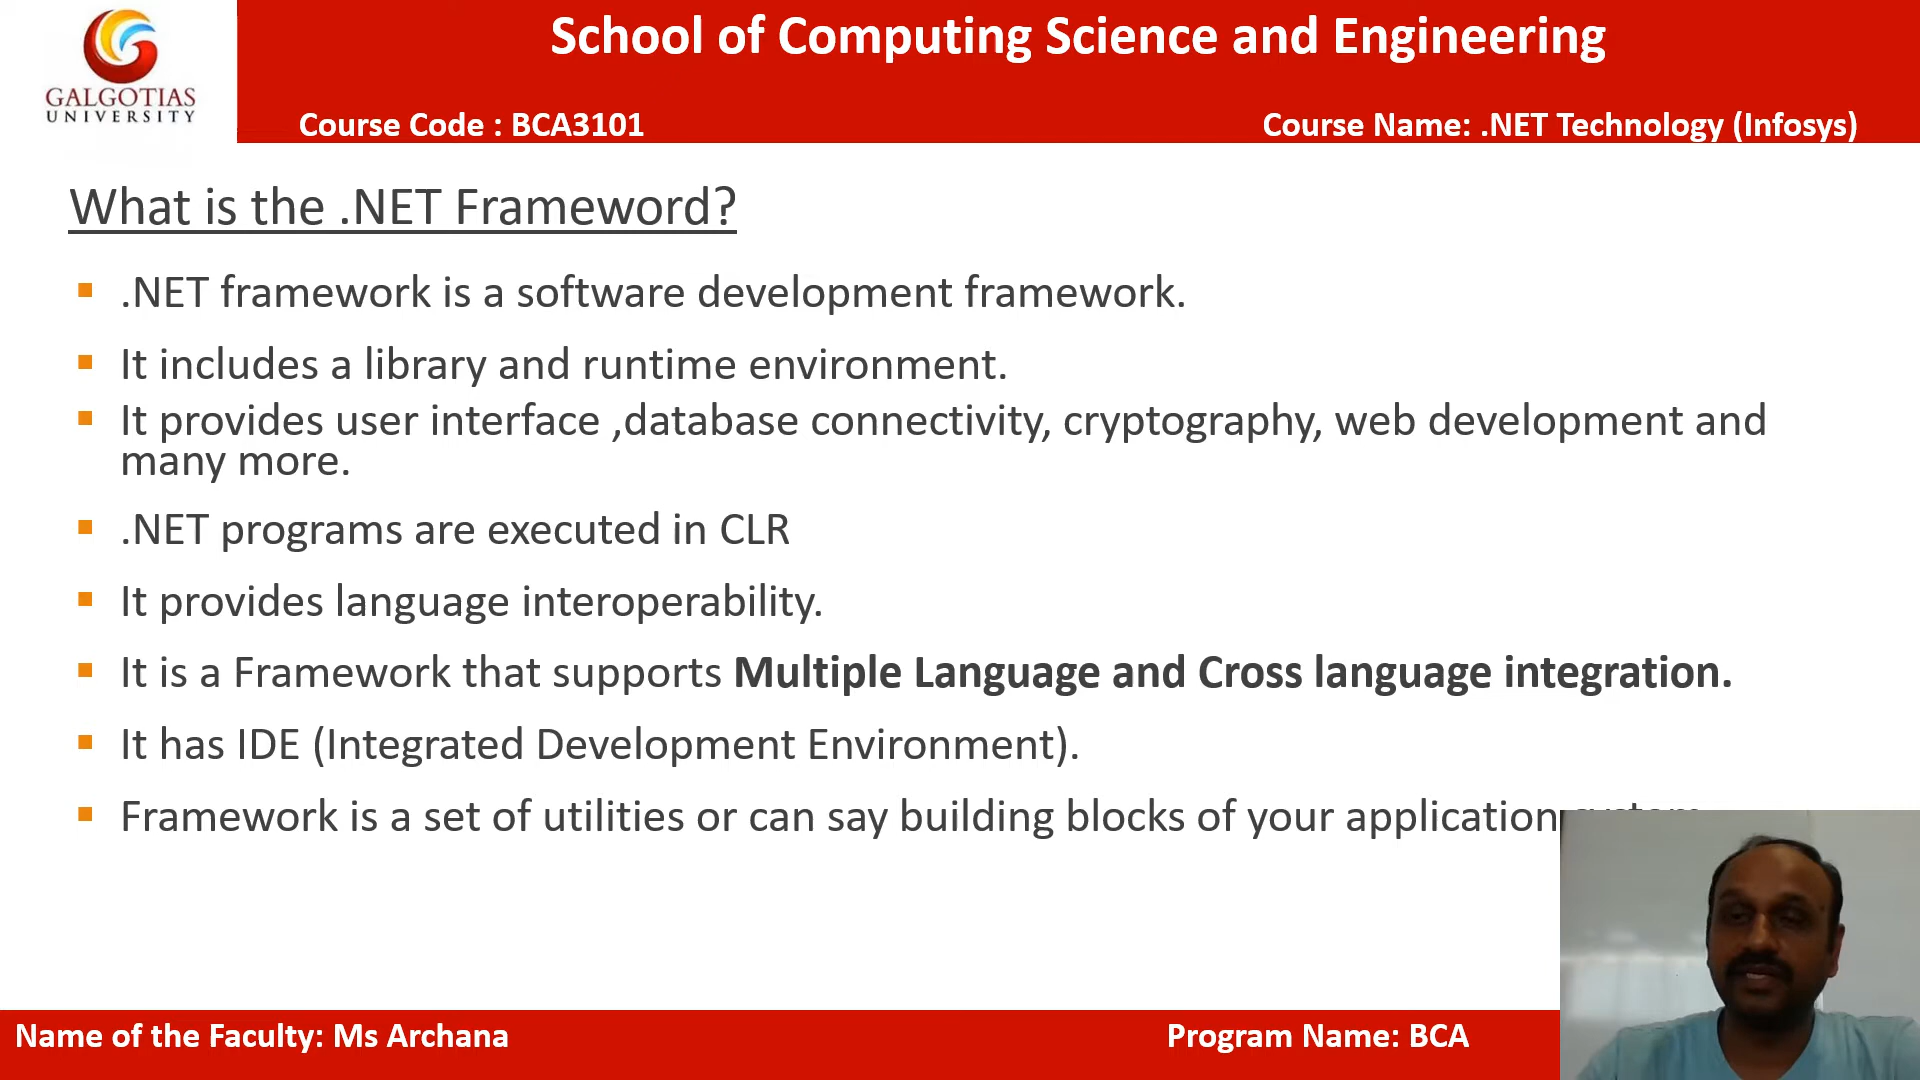 GALGOTIAS
UNIVERSITY
School of Computing Science and Engineering
Course Code : BCA3101
Course Name: .NET Technology (Infosys)
What is the .NET Frameword?
.NET framework is a software development framework.
It includes a library and runtime environment.
It provides user interface ,database connectivity, cryptography, web development and
many more.
.NET programs are executed in CLR
It provides language interoperability.
It is a Framework that supports Multiple Language and Cross language integration.
It has IDE (Integrated Development Environment).
Framework is a set of utilities or can say building blocks of your application
Name of the Faculty: Ms Archana
Program Name: BCA